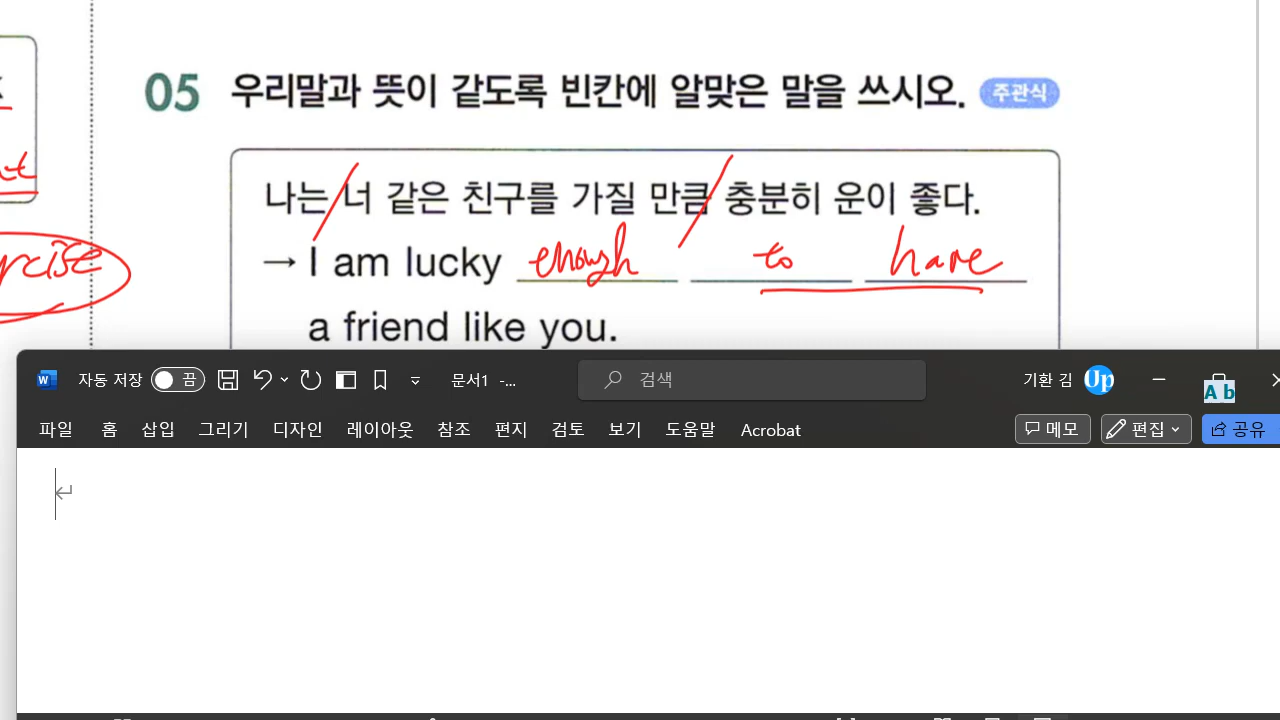 05 우리말과 뜻이 같도록 빈칸에 알맞은 말을 쓰시오. 주관식
나는 너 같은 친구를 가질 만큼 충분히 운이 좋다.
→ I am lucky enough to have
a friend like you.
자동 저장 끔 문서1 -... 검색 기환 김 Up
A b
파일 홈 삽입 그리기 디자인 레이아웃 참조 편지 검토 보기 도움말 Acrobat 메모 편집 공유